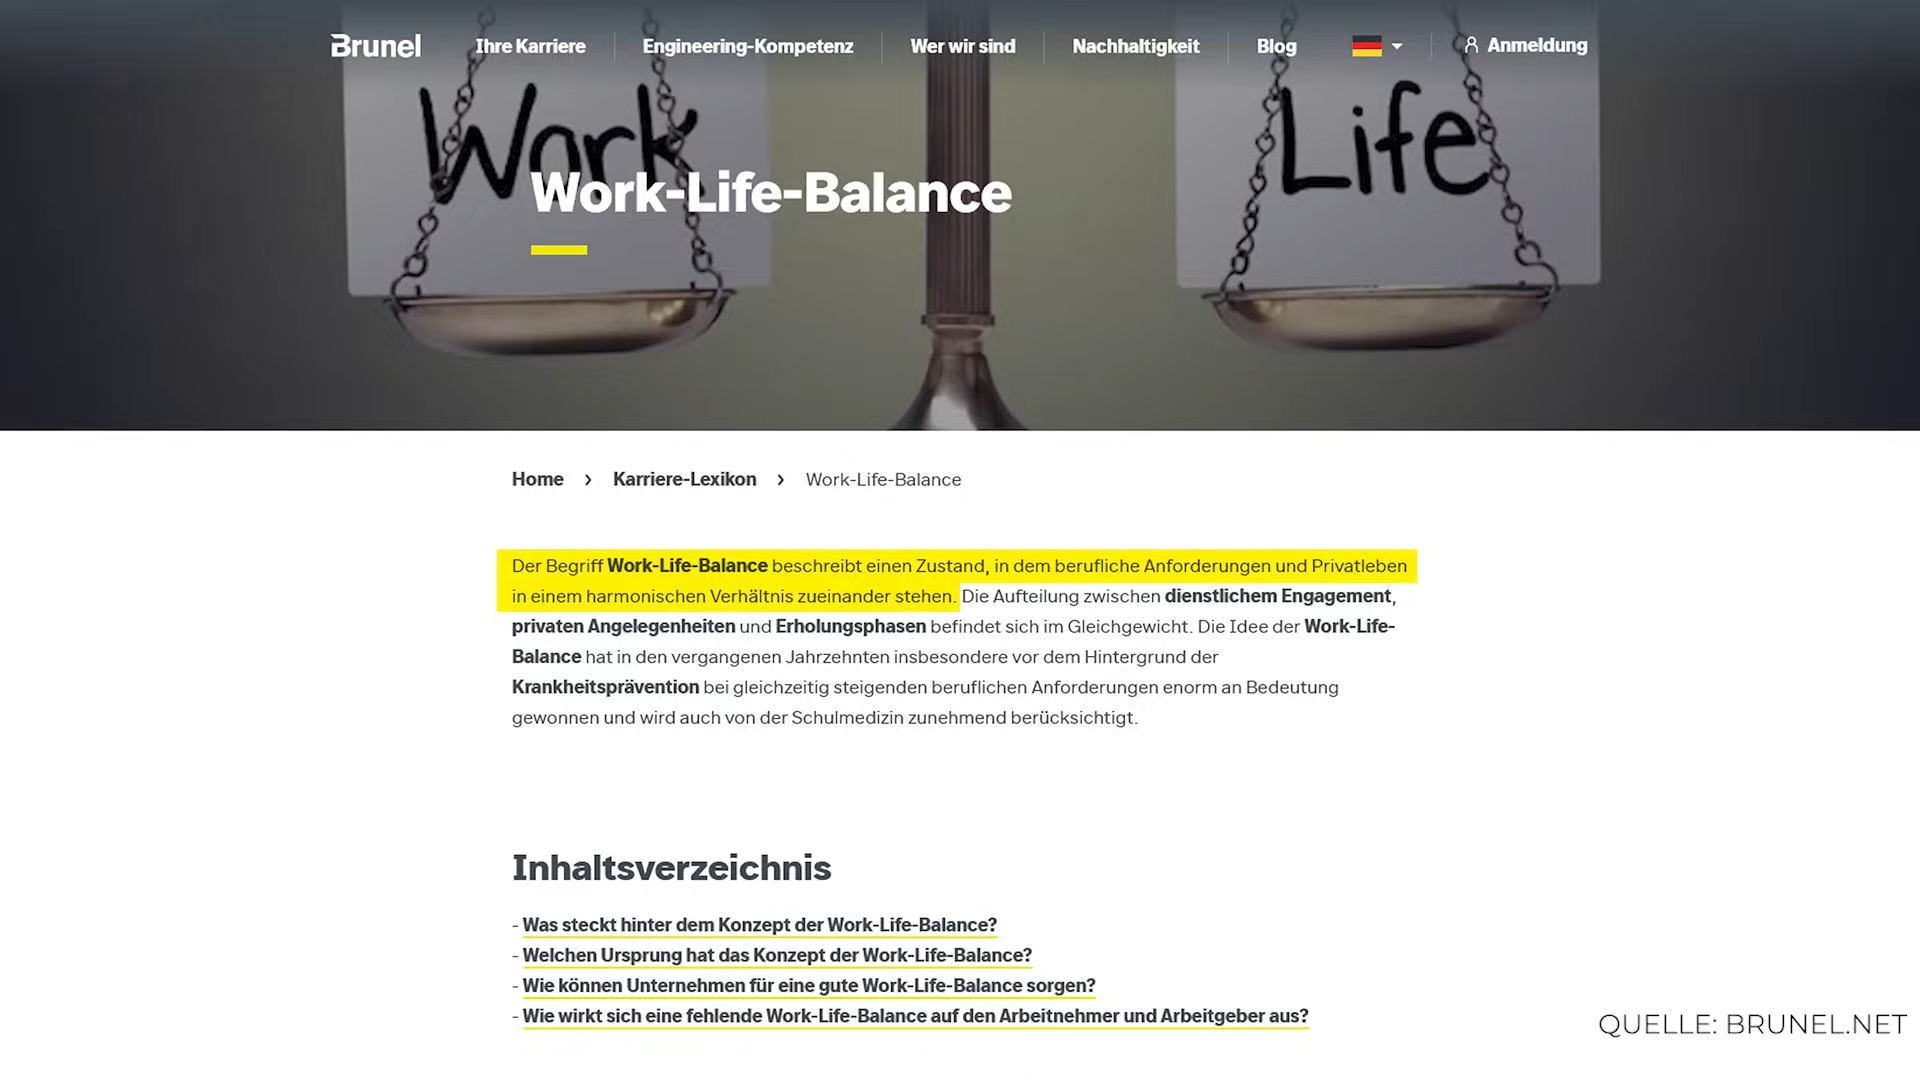 Brunel Ihre Karriere Engineering-Kompetenz Wer wir sind Nachhaltigkeit Blog Anmeldung
Work Life
Work-Life-Balance
Home > Karriere-Lexikon > Work-Life-Balance
Der Begriff Work-Life-Balance beschreibt einen Zustand, in dem berufliche Anforderungen und Privatleben
in einem harmonischen Verhältnis zueinander stehen. Die Aufteilung zwischen dienstlichem Engagement,
privaten Angelegenheiten und Erholungsphasen befindet sich im Gleichgewicht. Die Idee der Work-Life-
Balance hat in den vergangenen Jahrzehnten insbesondere vor dem Hintergrund der
Krankheitsprävention bei gleichzeitig steigenden beruflichen Anforderungen enorm an Bedeutung
gewonnen und wird auch von der Schulmedizin zunehmend berücksichtigt.
Inhaltsverzeichnis
- Was steckt hinter dem Konzept der Work-Life-Balance?
- Welchen Ursprung hat das Konzept der Work-Life-Balance?
- Wie können Unternehmen für eine gute Work-Life-Balance sorgen?
- Wie wirkt sich eine fehlende Work-Life-Balance auf den Arbeitnehmer und Arbeitgeber aus?
QUELLE: BRUNEL.NET